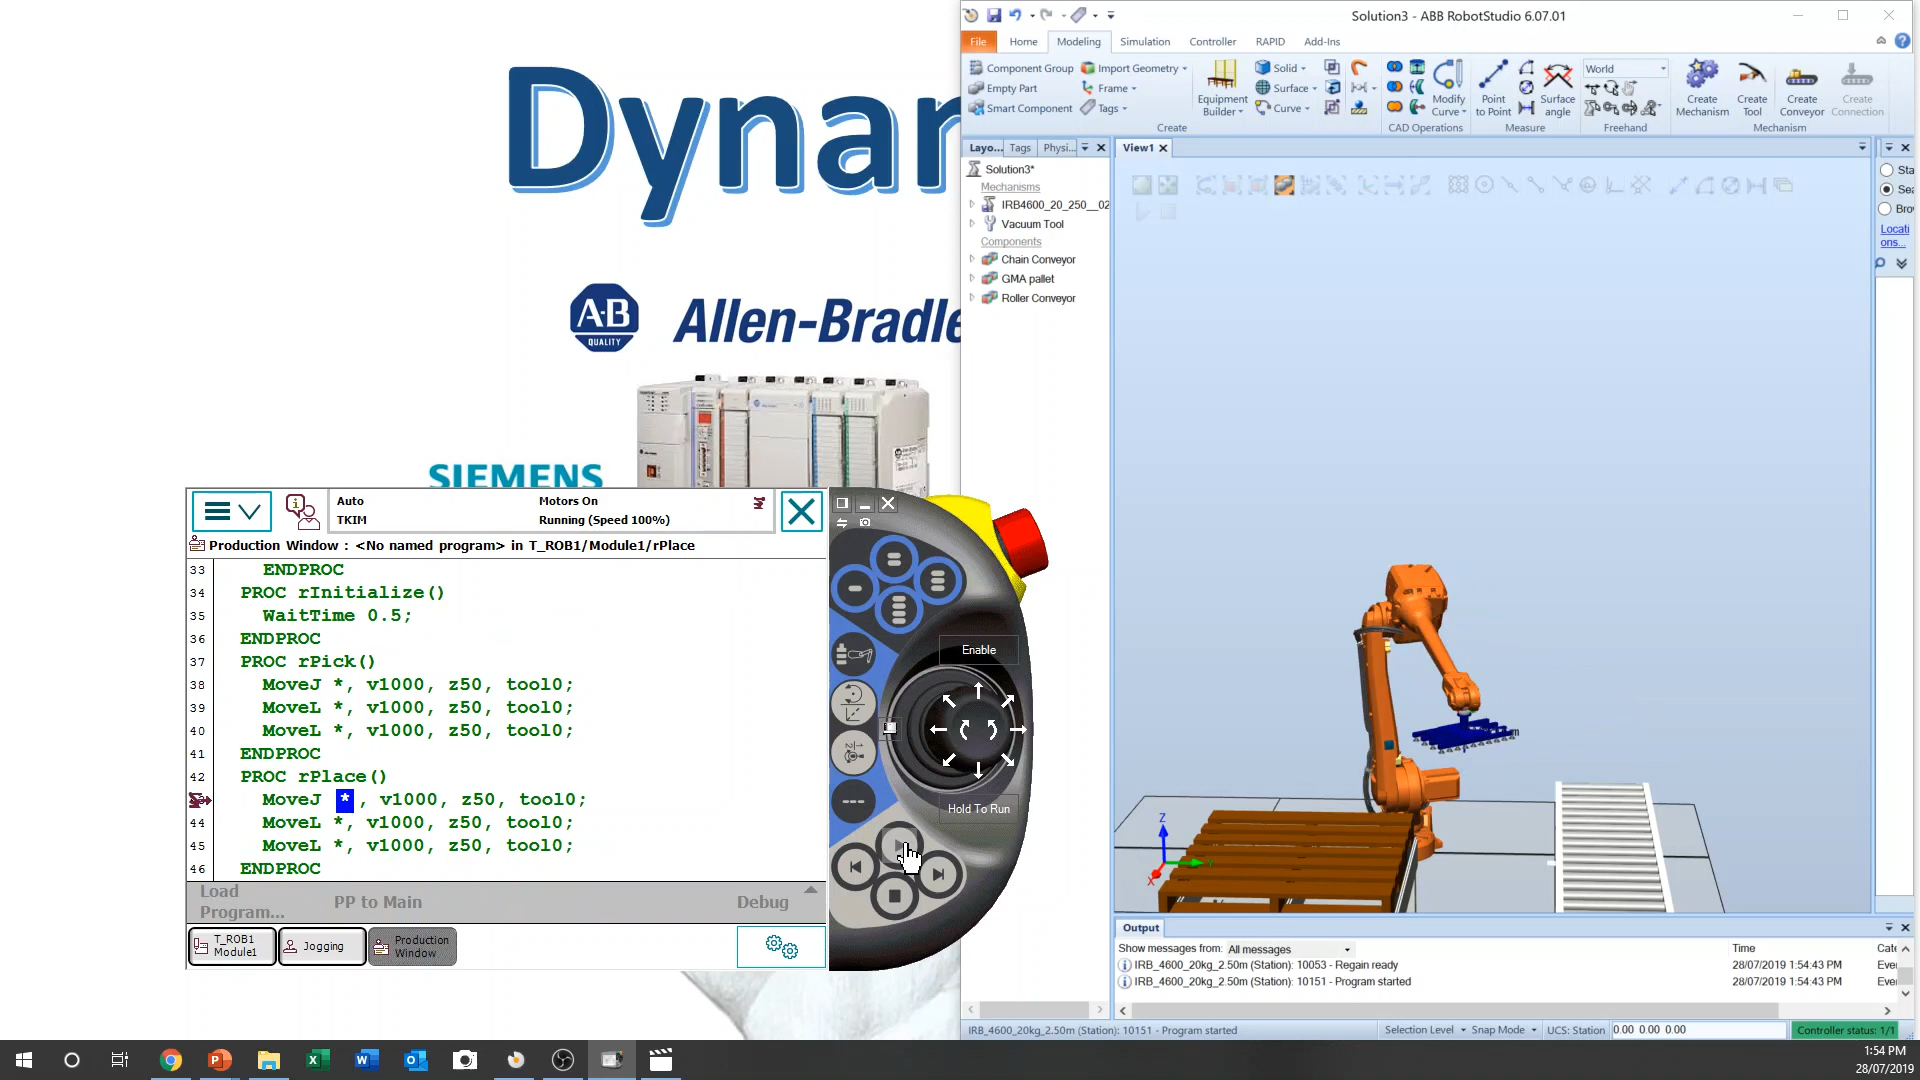 Solution3 - ABB RobotStudio 6.07.01
File Home Modeling Simulation Controller RAPID Add-Ins
Component Group
Empty Part
Smart Component
Import Geometry
Frame
Tags
Equipment
Builder
Solid
Surface
Curve
Create
Modify
Curve
CAD Operations
Point
to Point
Surface
angle
Measure
World
Freehand
Create
Mechanism
Create
Tool
Create
Conveyor
Create
Connection
Mechanism
Layo... Tags Physi...
View1
Solution3*
Mechanisms
IRB4600_20_250__02
Vacuum Tool
Components
Chain Conveyor
GMA pallet
Roller Conveyor
Sta
Sea
Bro
Locati
ons...
Z
X
Y
Dynam
AB
QUALITY
Allen-Bradle
SIEMENS
Auto
TKIM
Motors On
Running (Speed 100%)
Production Window : <No named program> in T_ROB1/Module1/rPlace
33 ENDPROC
34 PROC rInitialize()
35 WaitTime 0.5;
36 ENDPROC
37 PROC rPick()
38 MoveJ *, v1000, z50, tool0;
39 MoveL *, v1000, z50, tool0;
40 MoveL *, v1000, z50, tool0;
41 ENDPROC
42 PROC rPlace()
MoveJ * , v1000, z50, tool0;
44 MoveL *, v1000, z50, tool0;
45 MoveL *, v1000, z50, tool0;
46 ENDPROC
Load
Program...
PP to Main
Debug
T_ROB1
Module1
Jogging
Production
Window
Enable
Hold To Run
Output
Show messages from: All messages
Time
Cate
IRB_4600_20kg_2.50m (Station): 10053 - Regain ready 28/07/2019 1:54:43 PM Ever
IRB_4600_20kg_2.50m (Station): 10151 - Program started 28/07/2019 1:54:43 PM Ever
IRB_4600_20kg_2.50m (Station): 10151 - Program started
Selection Level Snap Mode UCS: Station 0.00 0.00 0.00 Controller status: 1/1
1:54 PM
28/07/2019